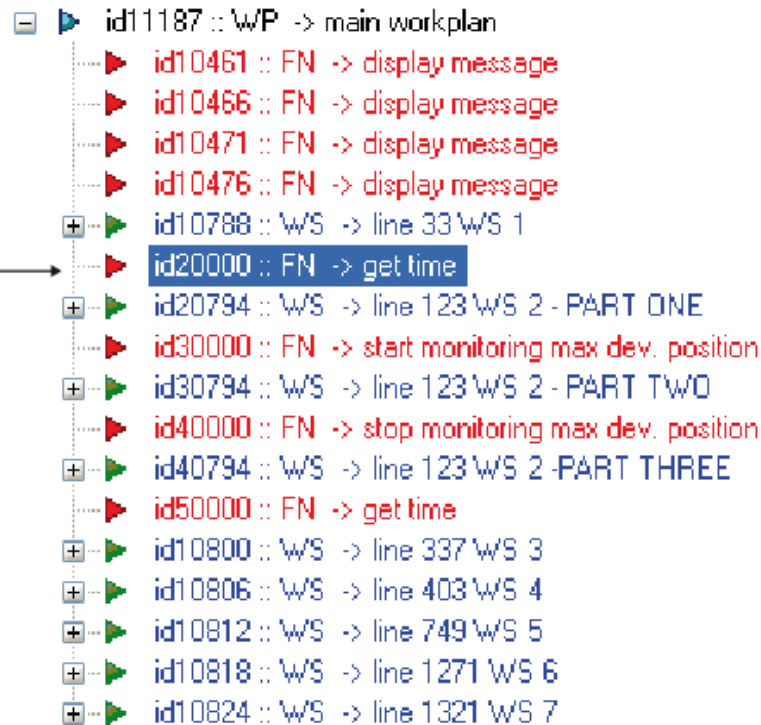 id11187 :: WP -> main workplan
id10461 :: FN -> display message
id10466 :: FN -> display message
id10471 :: FN -> display message
id10476 :: FN -> display message
id10788 :: WS -> line 33 WS 1
id20000 :: FN -> get time
id20794 :: WS -> line 123 WS 2 - PART ONE
id30000 :: FN -> start monitoring max dev. position
id30794 :: WS -> line 123 WS 2 - PART TWO
id40000 :: FN -> stop monitoring max dev. position
id40794 :: WS -> line 123 WS 2 -PART THREE
id50000 :: FN -> get time
id10800 :: WS -> line 337 WS 3
id10806 :: WS -> line 403 WS 4
id10812 :: WS -> line 749 WS 5
id10818 :: WS -> line 1271 WS 6
id10824 :: WS -> line 1321 WS 7